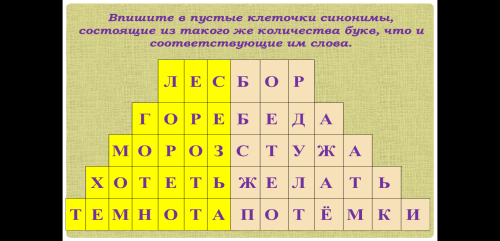 Впишите в пустые клеточки синонимы,
состоящие из такого же количества букв, что и
соответствующие им слова.
Л Е С Б О Р
Г О Р Е Б Е Д А
М О Р О З С Т У Ж А
Х О Т Е Т Ь Ж Е Л А Т Ь
Т Е М Н О Т А П О Т Ё М К И